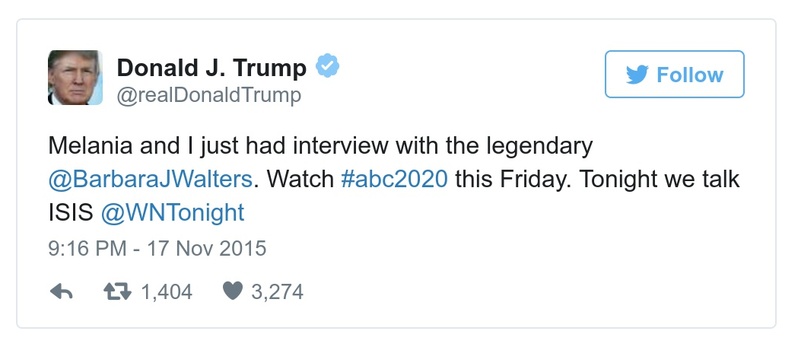 Donald J. Trump
@realDonaldTrump
Follow
Melania and I just had interview with the legendary
@BarbaraJWalters. Watch #abc2020 this Friday. Tonight we talk
ISIS @WNTonight
9:16 PM - 17 Nov 2015
1,404 3,274